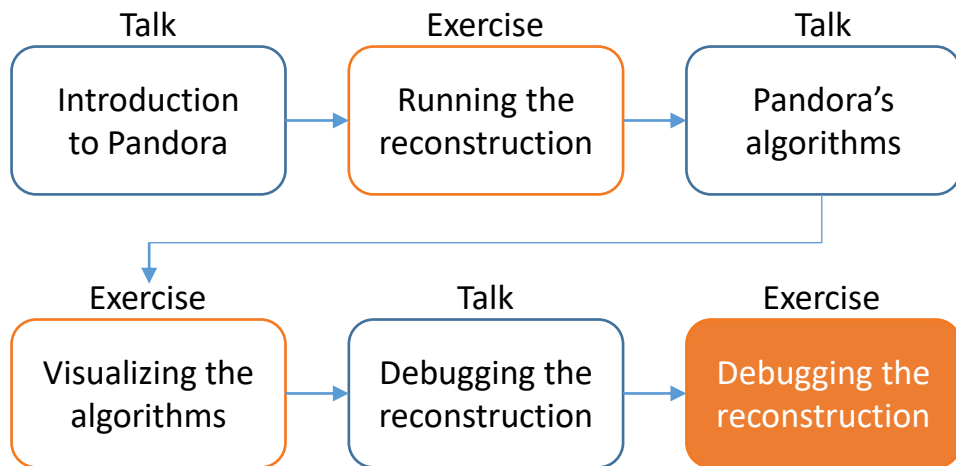 Talk
Introduction
to Pandora
Exercise
Running the
reconstruction
Talk
Pandora’s
algorithms
Exercise
Visualizing the
algorithms
Talk
Debugging the
reconstruction
Exercise
Debugging the
reconstruction